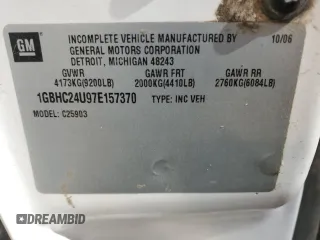 GM
INCOMPLETE VEHICLE MANUFACTURED BY
10/06
GENERAL MOTORS CORPORATION
DETROIT, MICHIGAN 48243
GVWR GAWR FRT GAWR RR
4173KG(9200LB) 2000KG(4410LB) 2760KG(6084LB)
1GBHC24U97E157370 TYPE: INC VEH
MODEL: C25903
DREAMBID